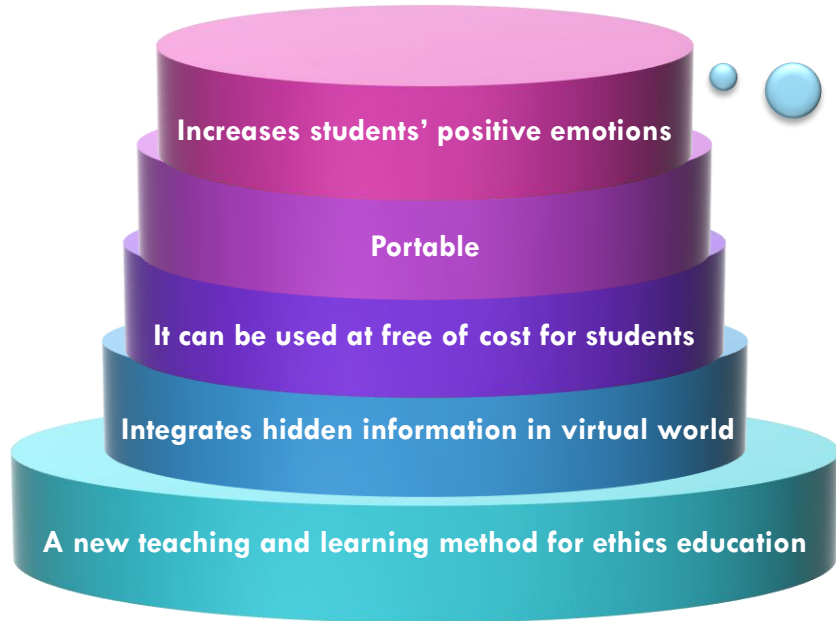 Increases students’ positive emotions
Portable
It can be used at free of cost for students
Integrates hidden information in virtual world
A new teaching and learning method for ethics education